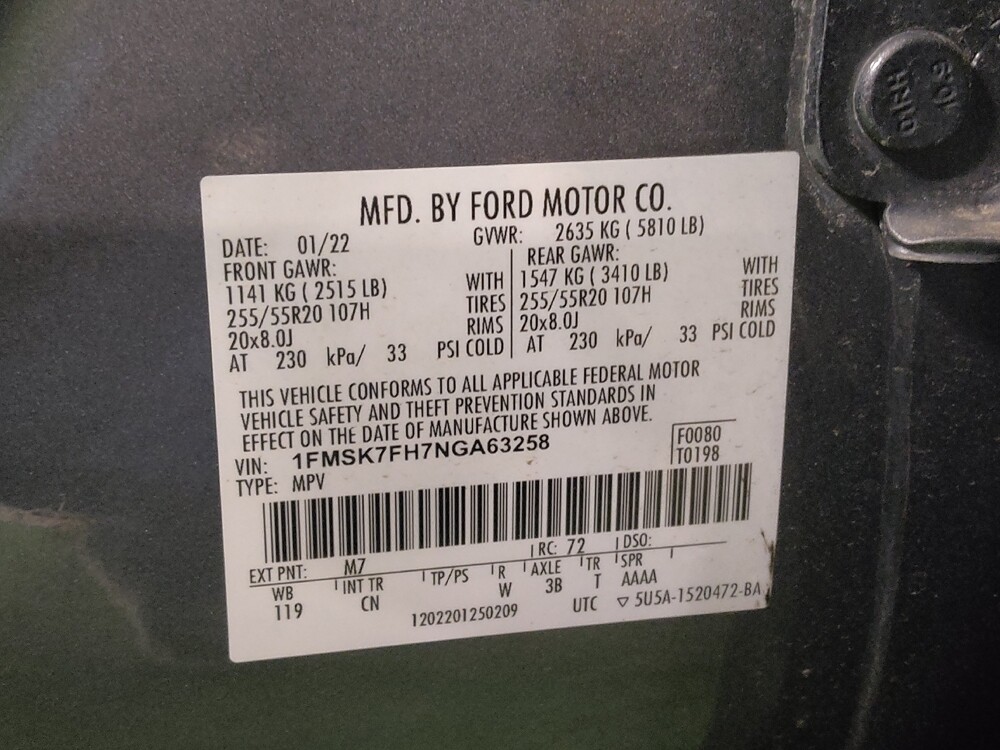 MFD. BY FORD MOTOR CO.
DATE: 01/22 GVWR: 2635 KG ( 5810 LB)
FRONT GAWR: REAR GAWR:
1141 KG ( 2515 LB) WITH 1547 KG ( 3410 LB) WITH
255/55R20 107H TIRES 255/55R20 107H TIRES
20x8.0J RIMS 20x8.0J RIMS
AT 230 kPa/ 33 PSI COLD AT 230 kPa/ 33 PSI COLD
THIS VEHICLE CONFORMS TO ALL APPLICABLE FEDERAL MOTOR
VEHICLE SAFETY AND THEFT PREVENTION STANDARDS IN
EFFECT ON THE DATE OF MANUFACTURE SHOWN ABOVE.
VIN: 1FMSK7FH7NGA63258 F0080
TYPE: MPV T0198
EXT PNT: M7 RC: 72 DSO:
WB INT TR TP/PS R AXLE TR SPR
119 CN W 3B T AAAA
1202201250209 UTC ▽ 5U5A-1520472-BA
10.9